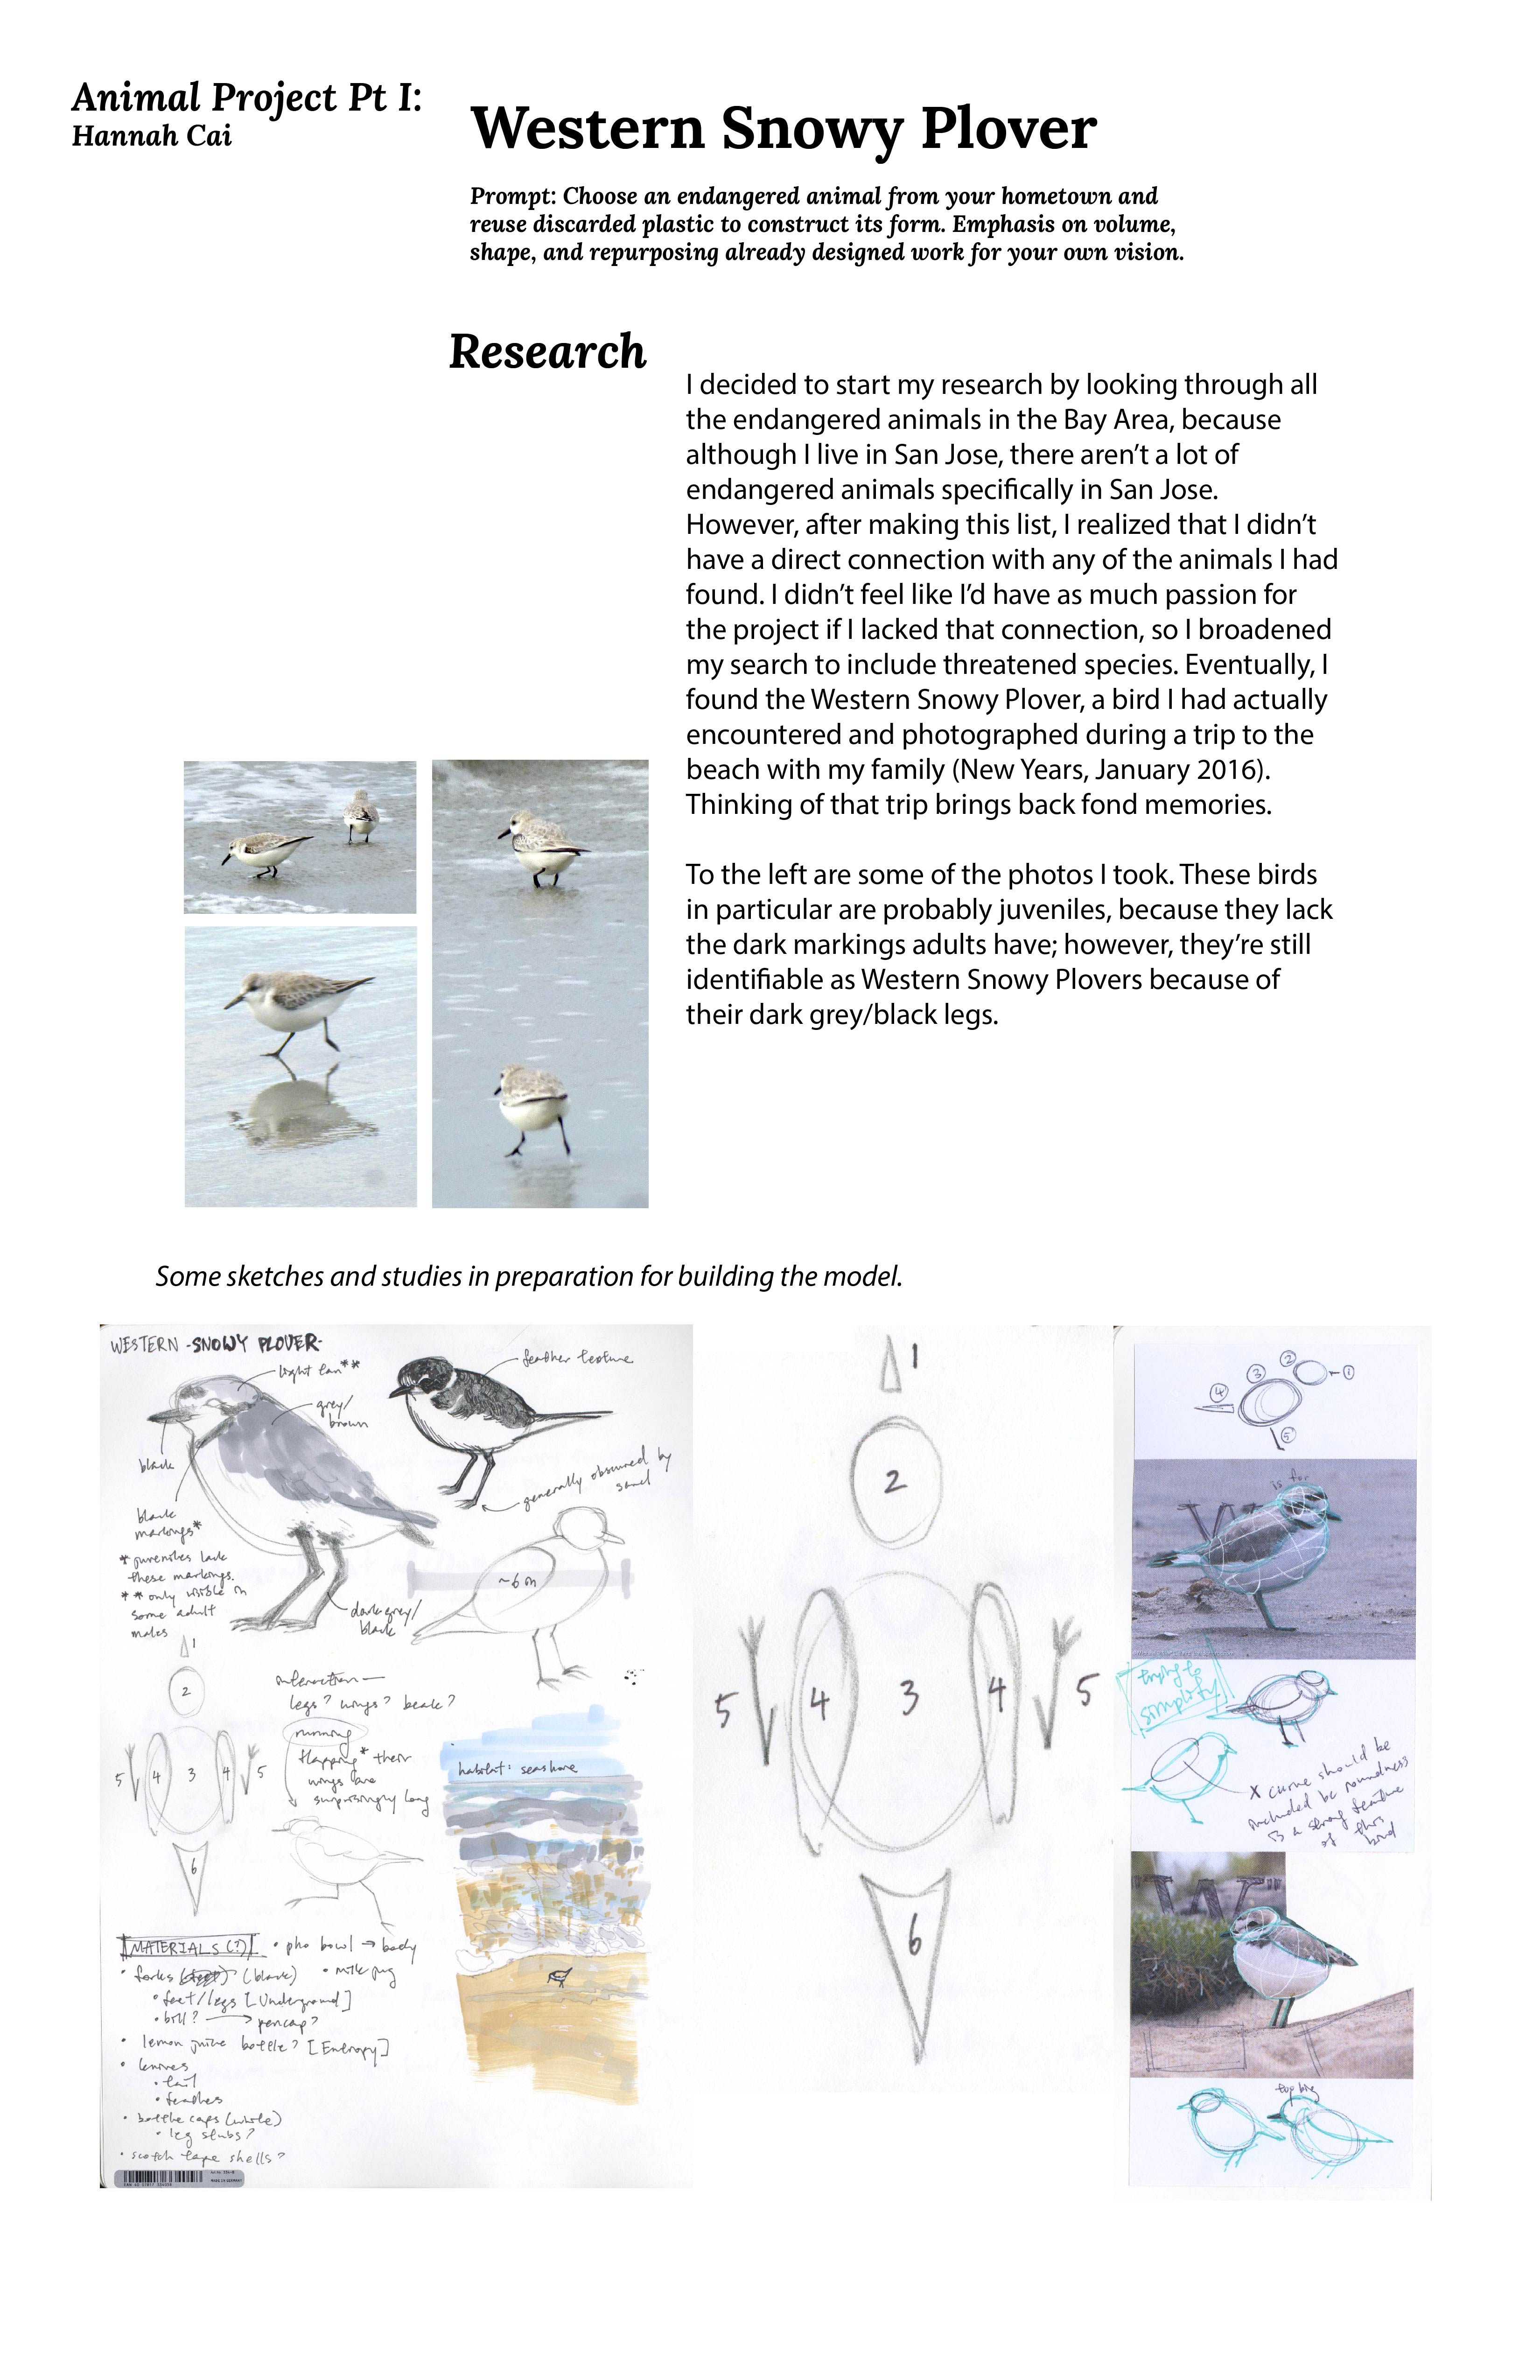 Animal Project Pt I:
Hannah Cai
Western Snowy Plover
Prompt: Choose an endangered animal from your hometown and
reuse discarded plastic to construct its form. Emphasis on volume,
shape, and repurposing already designed work for your own vision.
Research
I decided to start my research by looking through all
the endangered animals in the Bay Area, because
although I live in San Jose, there aren't a lot of
endangered animals specifically in San Jose.
However, after making this list, I realized that I didn't
have a direct connection with any of the animals I had
found. I didn't feel like I'd have as much passion for
the project if I lacked that connection, so I broadened
my search to include threatened species. Eventually, I
found the Western Snowy Plover, a bird I had actually
encountered and photographed during a trip to the
beach with my family (New Years, January 2016).
Thinking of that trip brings back fond memories.
To the left are some of the photos I took. These birds
in particular are probably juveniles, because they lack
the dark markings adults have; however, they're still
identifiable as Western Snowy Plovers because of
their dark grey/black legs.
Some sketches and studies in preparation for building the model.
WESTERN -SNOWY PLOVER-
light tan**
feather texture
grey/
brown
black
generally obscured by
sand
black
markings*
* juveniles lack
these markings.
** only visible in
some adult
males
~6 in
dark grey/
black
1
2
3
4
4
5
5
6
interaction—
legs? wings? beak?
running
flapping* their
wings are
surprisingly long
habitat: seashore
MATERIALS (?)
• pho bowl → body
• forks (black)
• milk jug
• feet/legs [Underground]
• bill? → pencap?
• lemon juice bottle? [Entropy]
• knives
• tail
• feathers
• bottle caps (white)
• leg stubs?
• scotch tape shells?
1
2
3
4
4
5
5
6
2
3
1
4
5
is for
"W"
trying to
simplify
X curve should be
included bc roundness
is a strong feature
of this
bird
"W"